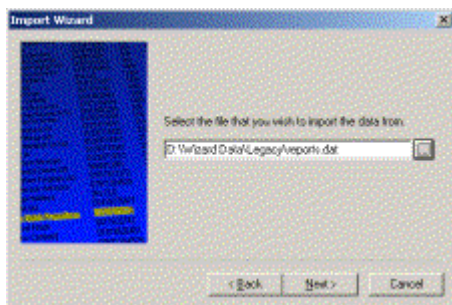 Import Wizard
Select the file that you wish to import the data from.
D:\Wizard Data\Legacy\reports.dat
...
< Back
Next >
Cancel